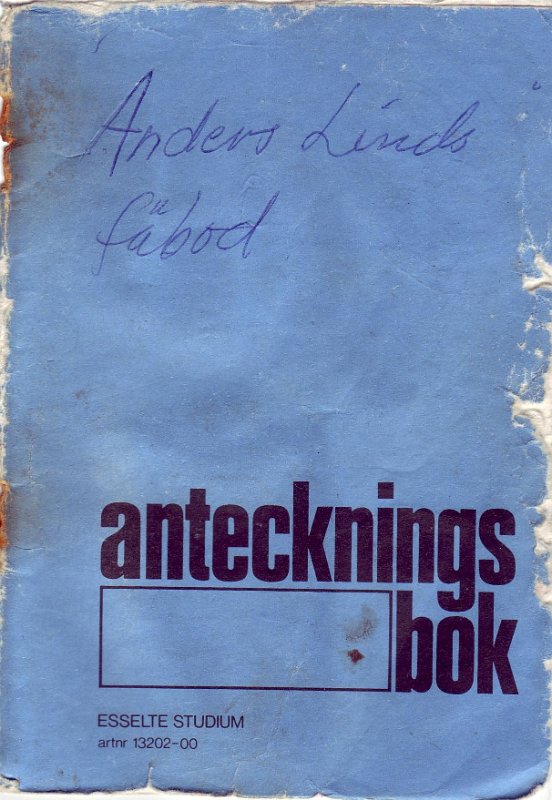 Anders Linds
fäbod
antecknings
bok
ESSELTE STUDIUM
artnr 13202-00